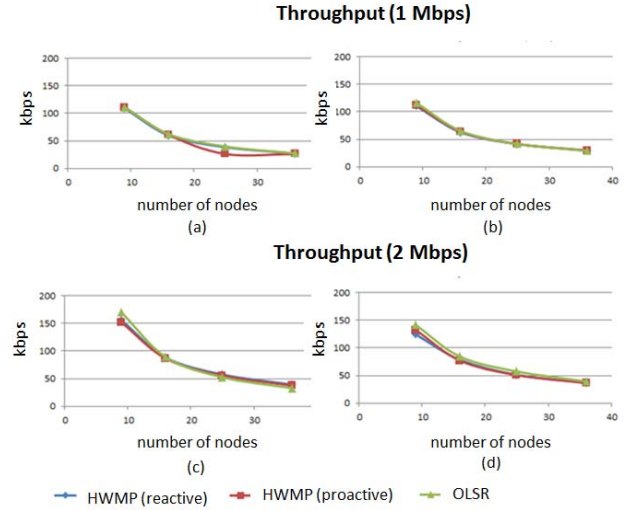 Throughput (1 Mbps)
kbps
200
150
100
50
0
0 10 20 30
number of nodes
(a)
kbps
200
150
100
50
0
0 10 20 30 40
number of nodes
(b)
Throughput (2 Mbps)
kbps
200
150
100
50
0
0 10 20 30
number of nodes
(c)
kbps
200
150
100
50
0
0 10 20 30 40
number of nodes
(d)
HWMP (reactive) HWMP (proactive) OLSR